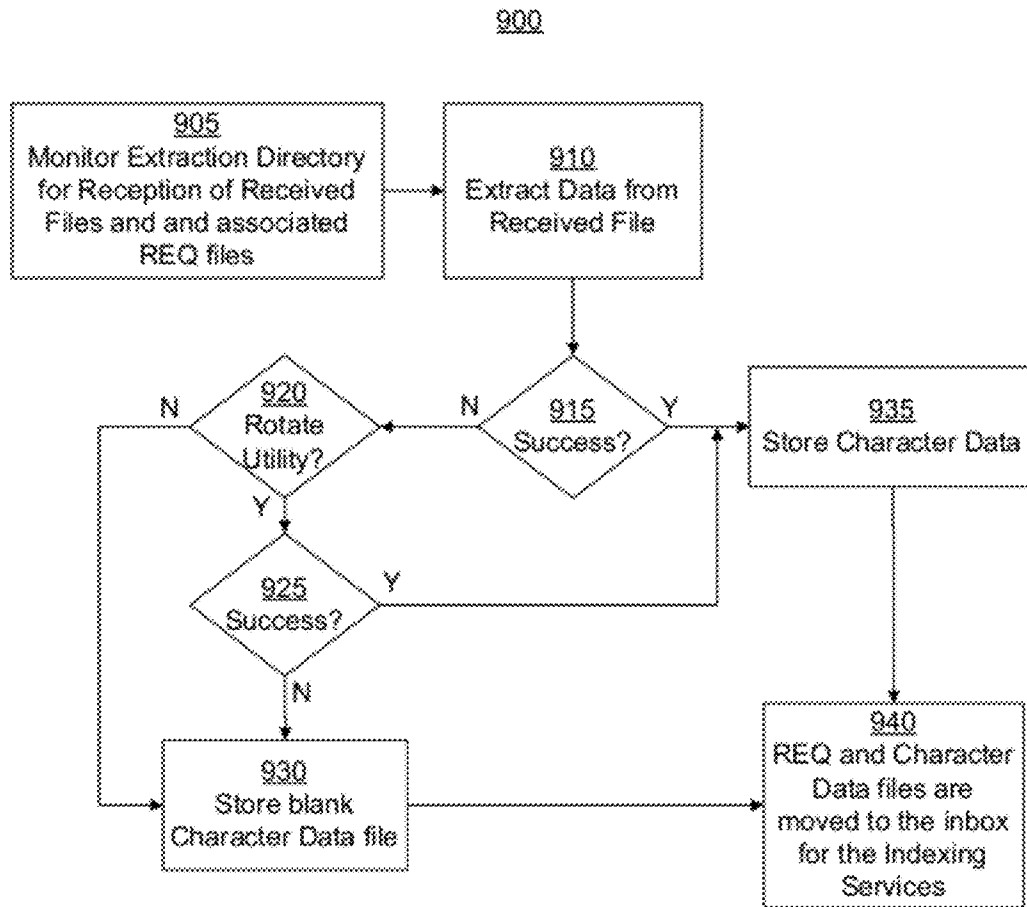 900
905
Monitor Extraction Directory
for Reception of Received
Files and and associated
REQ files
910
Extract Data from
Received File
N
920
Rotate
Utility?
N
915
Success?
Y
935
Store Character Data
Y
925
Success?
Y
N
930
Store blank
Character Data file
940
REQ and Character
Data files are
moved to the inbox
for the Indexing
Services